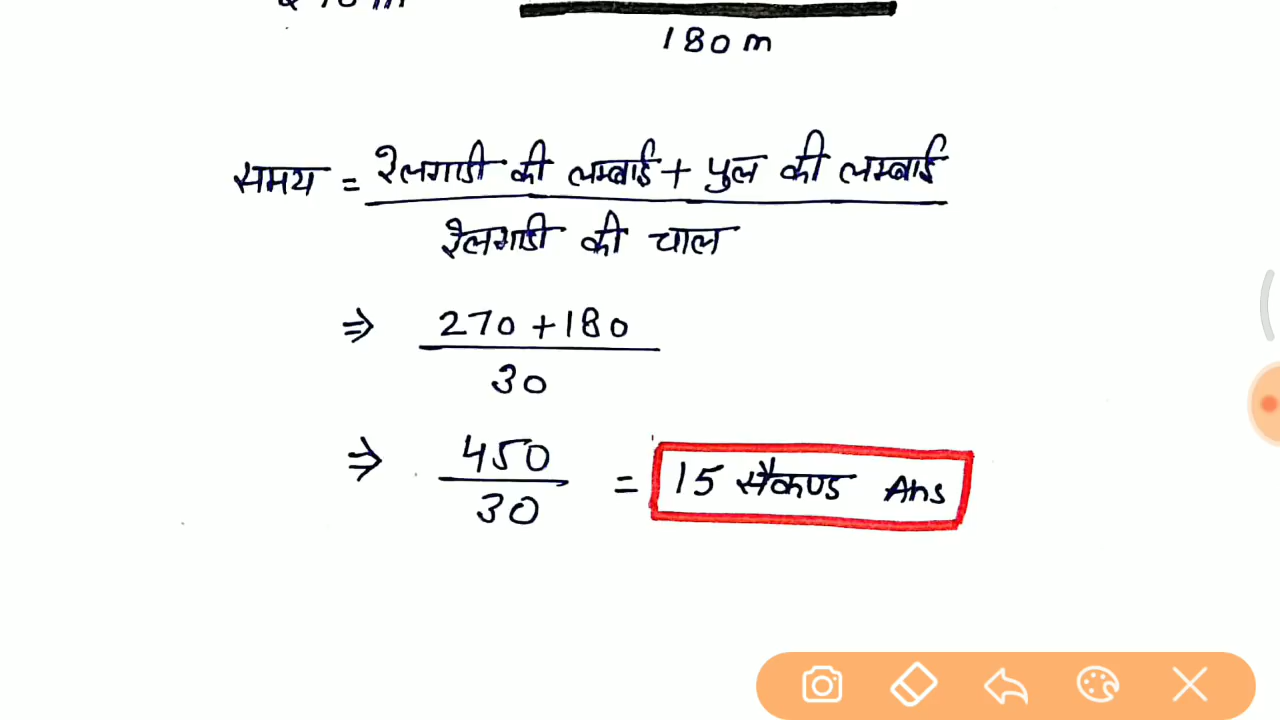 180 m
समय = रेलगाडी की लम्बाई + पुल की लम्बाई
रेलगाडी की चाल
⇒ 270 + 180
30
⇒ 450
30
= 15 सैकण्ड Ans